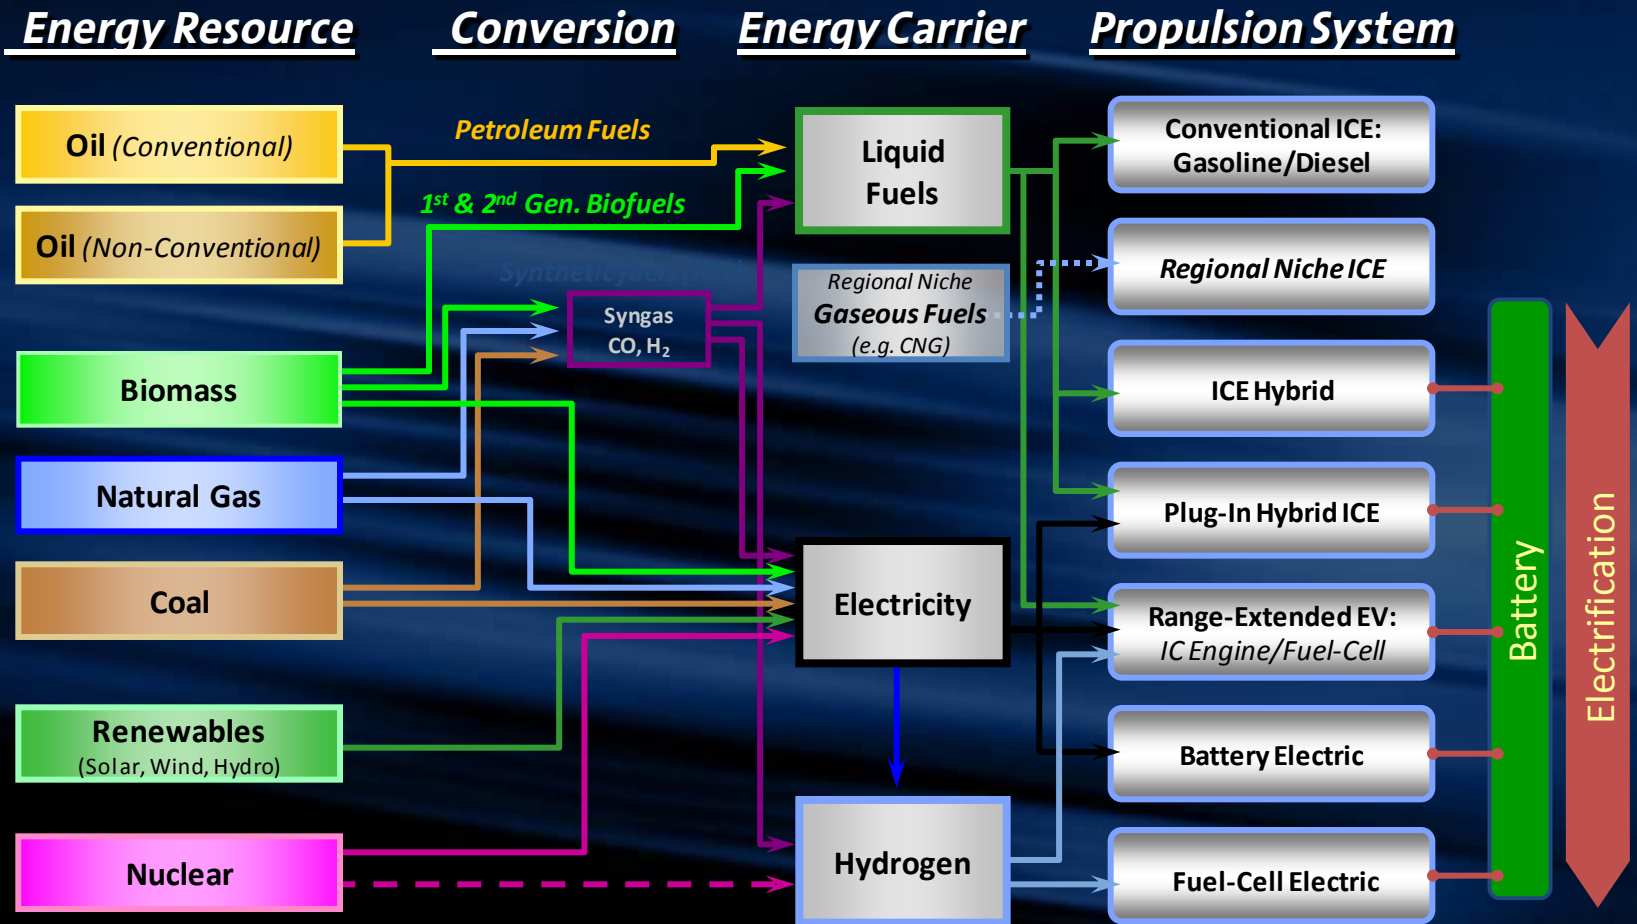 Energy Resource
Conversion
Energy Carrier
Propulsion System
Oil (Conventional)
Oil (Non-Conventional)
Biomass
Natural Gas
Coal
Renewables
(Solar, Wind, Hydro)
Nuclear
Petroleum Fuels
1st & 2nd Gen. Biofuels
Synthetic fuels
Syngas
CO, H₂
Liquid
Fuels
Regional Niche
Gaseous Fuels
(e.g. CNG)
Electricity
Hydrogen
Conventional ICE:
Gasoline/Diesel
Regional Niche ICE
ICE Hybrid
Plug-In Hybrid ICE
Range-Extended EV:
IC Engine/Fuel-Cell
Battery Electric
Fuel-Cell Electric
Battery
Electrification